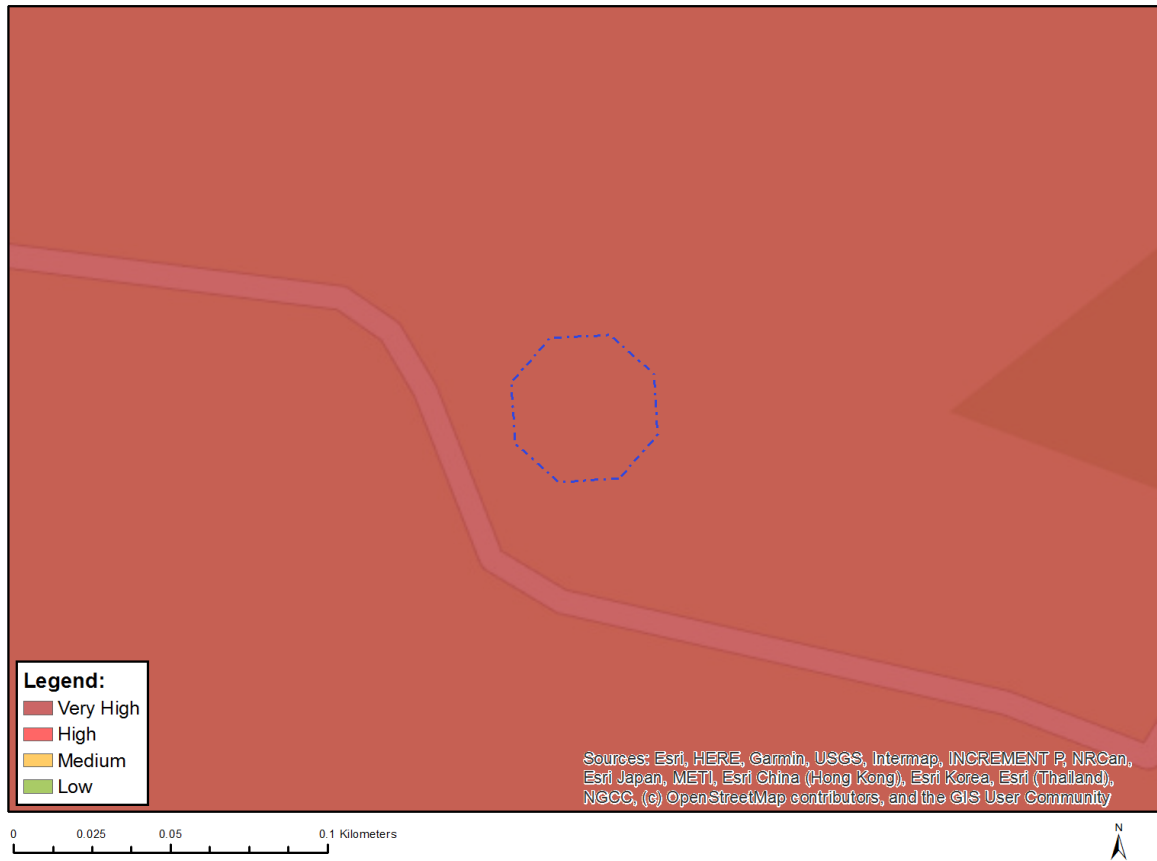 Legend:
Very High
High
Medium
Low
Sources: Esri, HERE, Garmin, USGS, Intermap, INCREMENT P, NRCan,
Esri Japan, METI, Esri China (Hong Kong), Esri Korea, Esri (Thailand),
NGCC, (c) OpenStreetMap contributors, and the GIS User Community
0 0.025 0.05 0.1 Kilometers
N